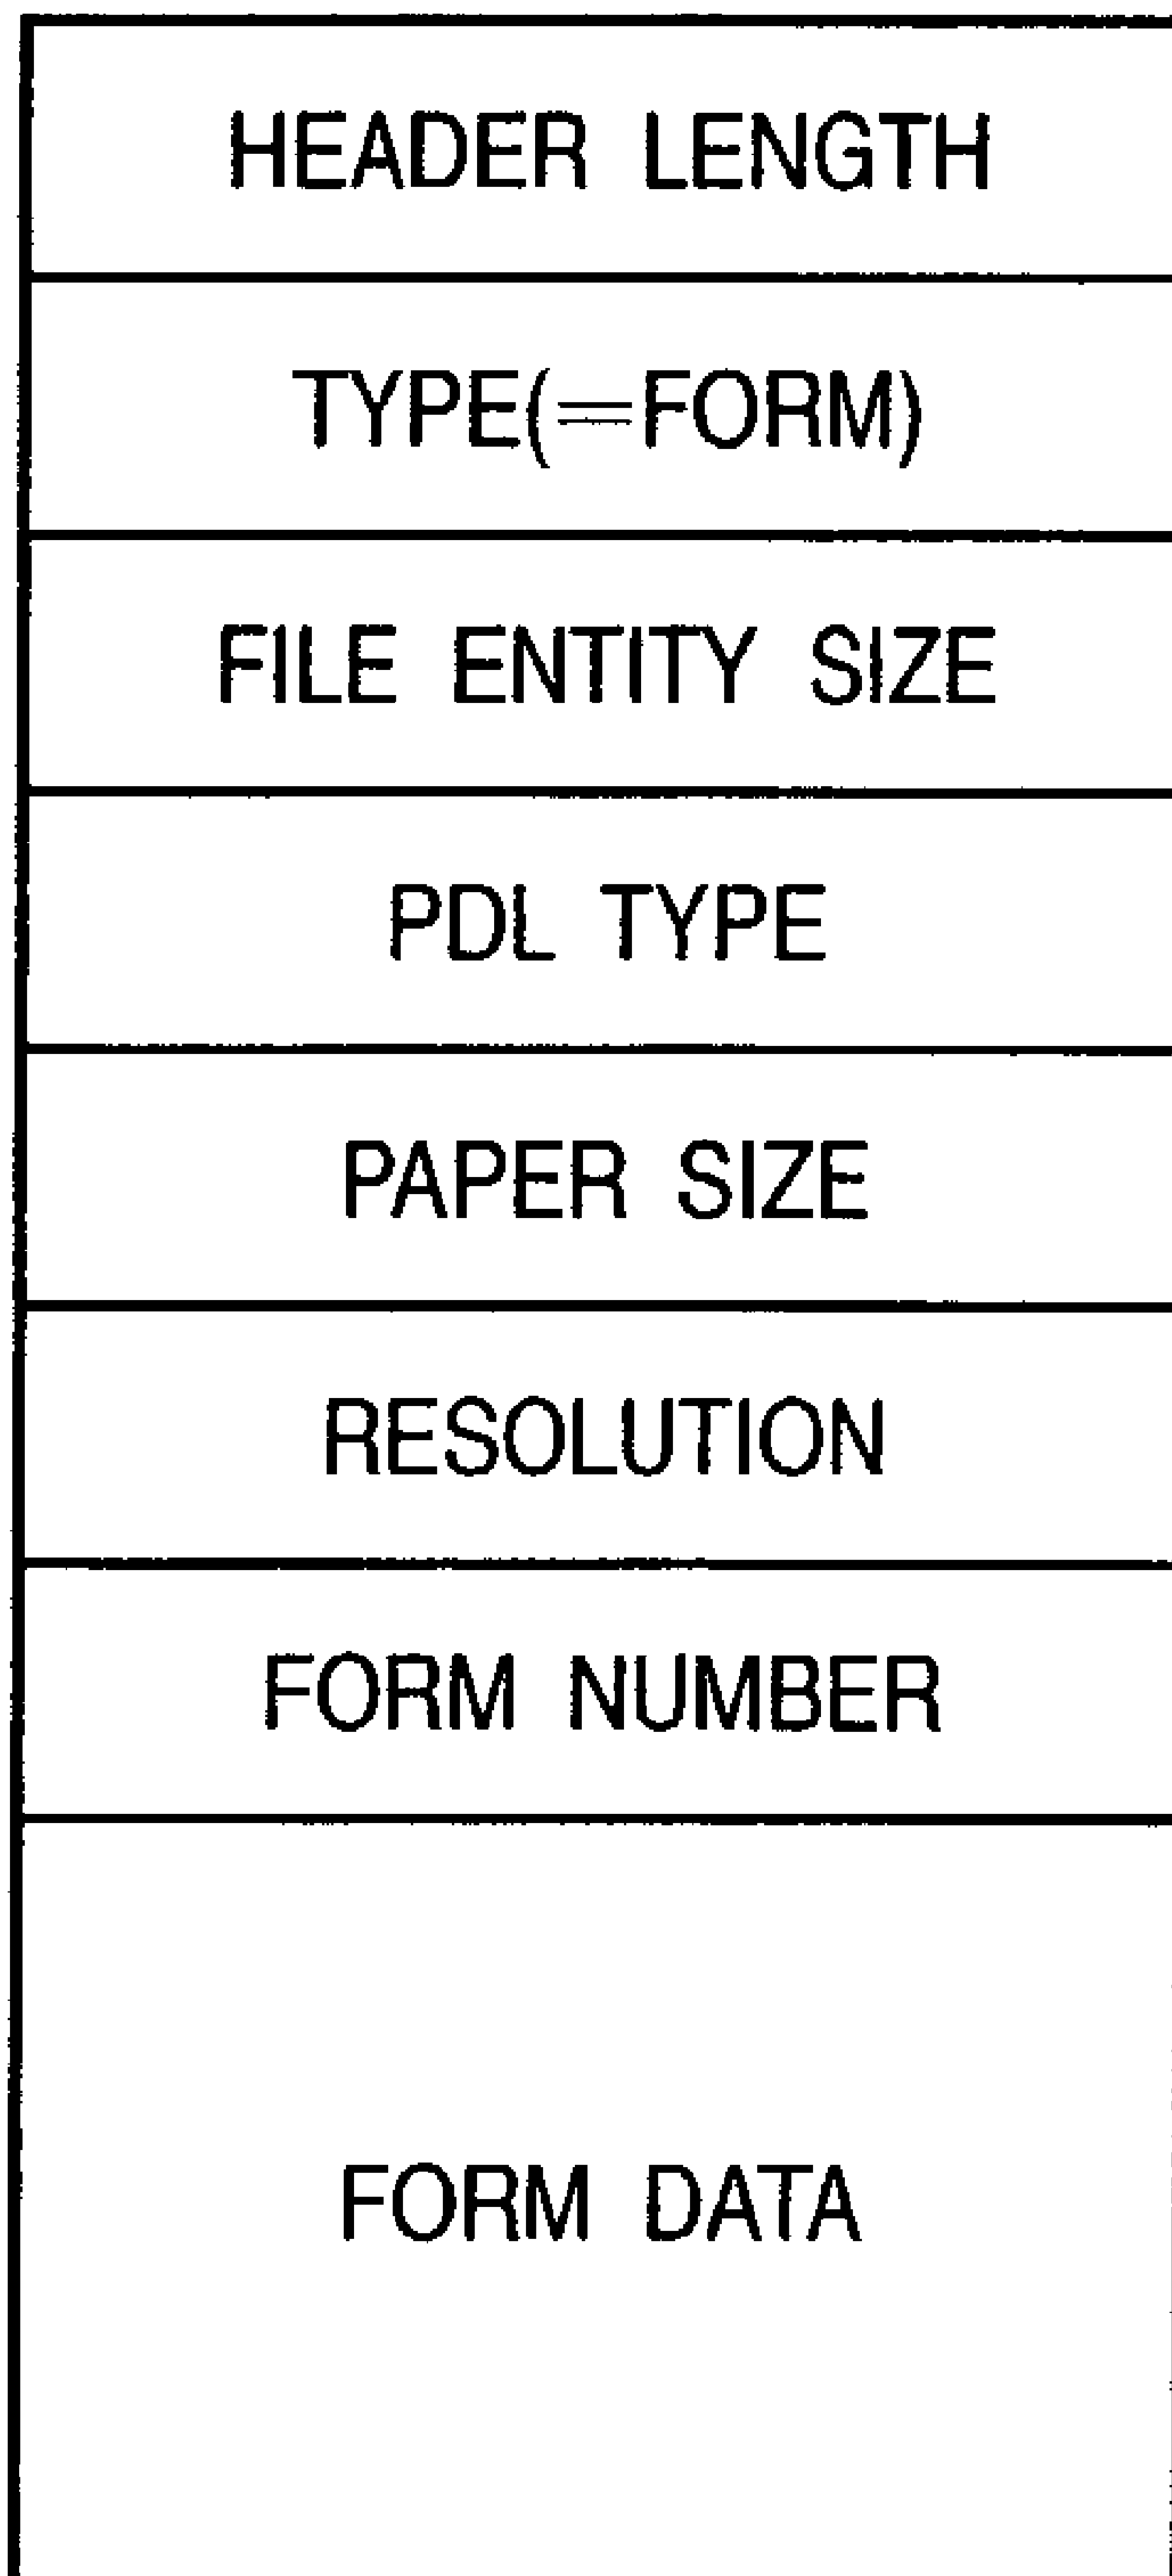 HEADER LENGTH
TYPE(=FORM)
FILE ENTITY SIZE
PDL TYPE
PAPER SIZE
RESOLUTION
FORM NUMBER
FORM DATA